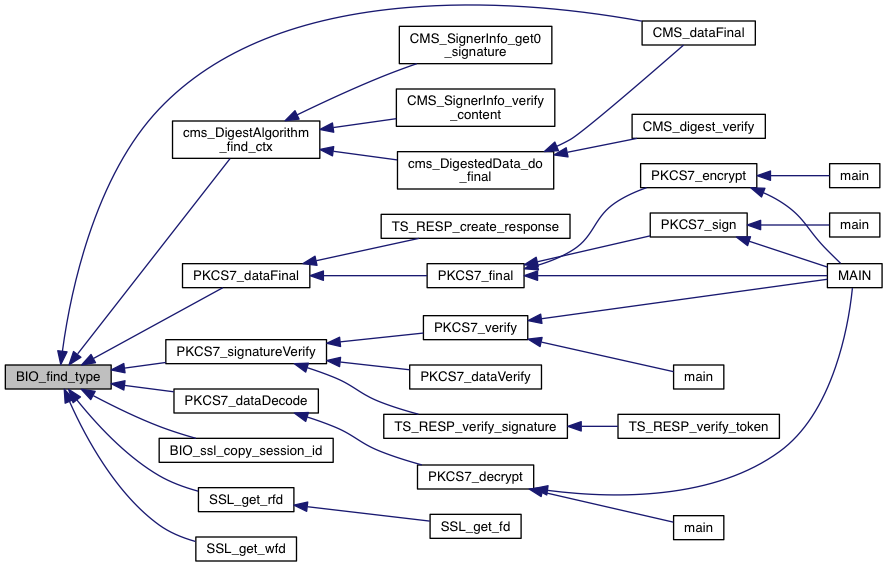 CMS_dataFinal
CMS_SignerInfo_get0
_signature
CMS_SignerInfo_verify
_content
cms_DigestAlgorithm
_find_ctx
CMS_digest_verify
cms_DigestedData_do
_final
PKCS7_encrypt
main
TS_RESP_create_response
PKCS7_sign
main
PKCS7_dataFinal
PKCS7_final
MAIN
PKCS7_verify
PKCS7_signatureVerify
BIO_find_type
PKCS7_dataVerify
main
PKCS7_dataDecode
TS_RESP_verify_signature
TS_RESP_verify_token
BIO_ssl_copy_session_id
PKCS7_decrypt
SSL_get_rfd
SSL_get_fd
main
SSL_get_wfd